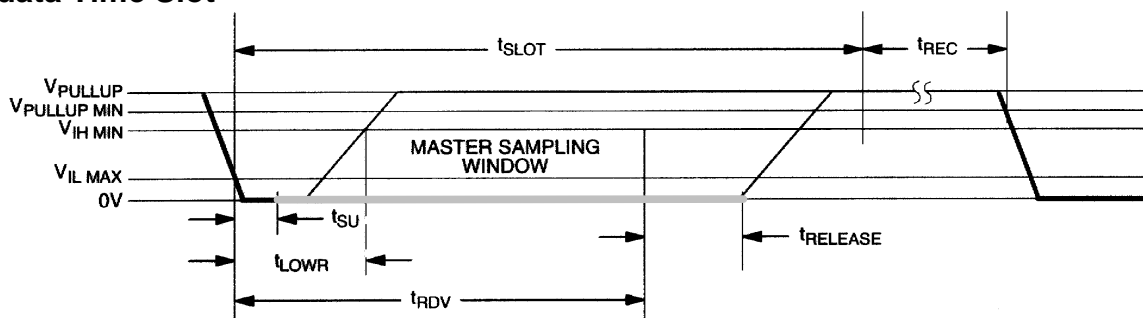 data Time Slot
tSLOT
tREC
VPULLUP
VPULLUP MIN
VIH MIN
MASTER SAMPLING
WINDOW
VIL MAX
0V
tSU
tRELEASE
tLOWR
tRDV